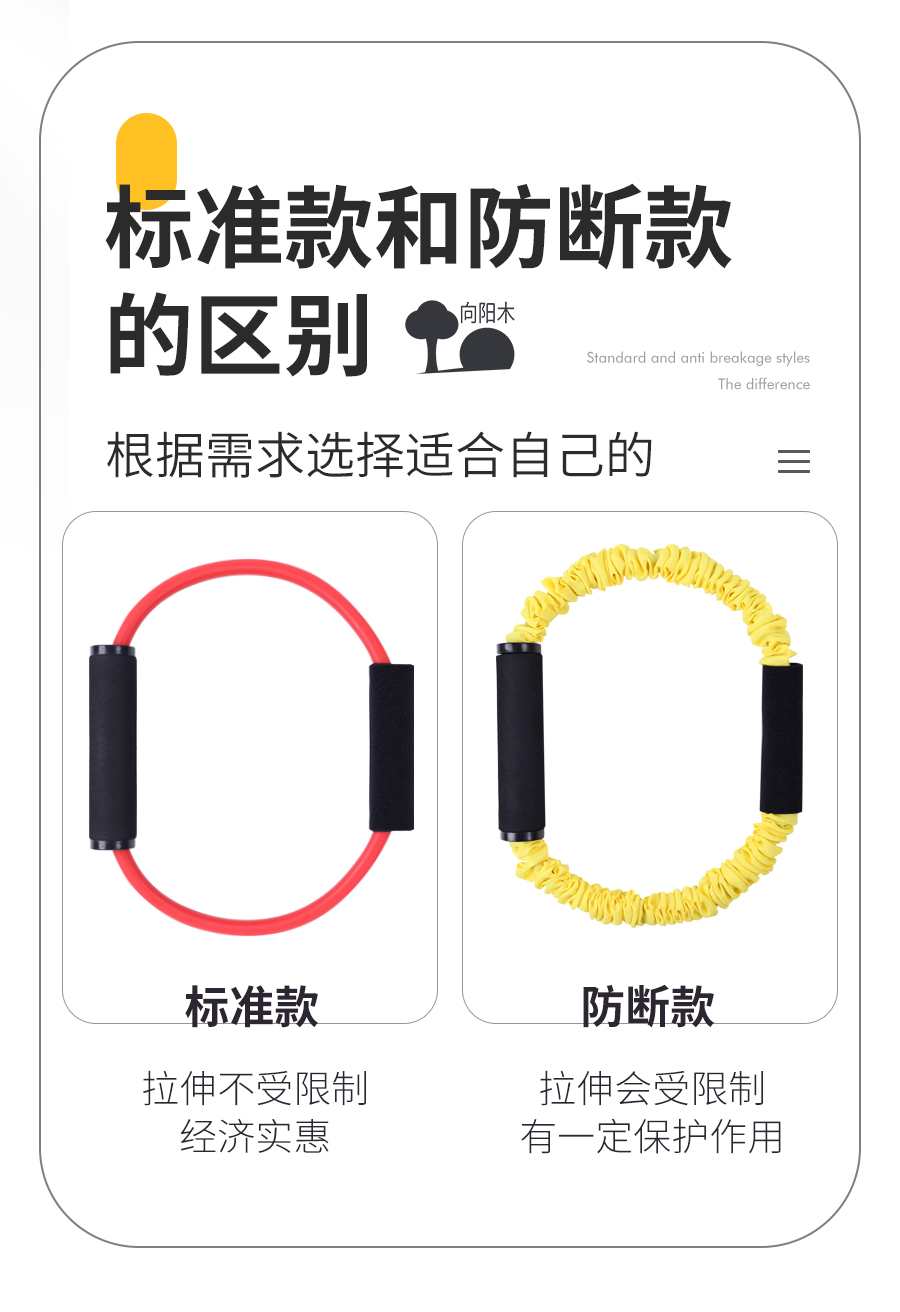 标准款和防断款
的区别
向阳木
Standard and anti breakage styles
The difference
根据需求选择适合自己的
标准款
防断款
拉伸不受限制
经济实惠
拉伸会受限制
有一定保护作用